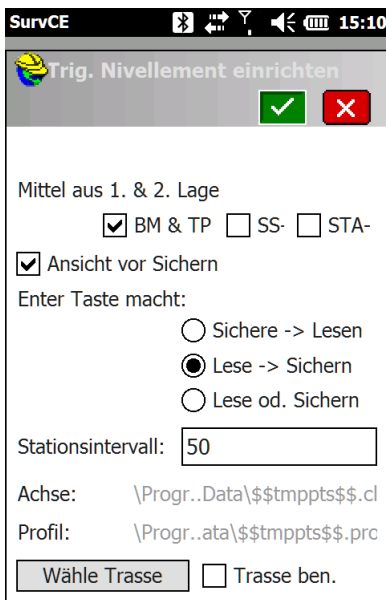 SurvCE 15:10
Trig. Nivellement einrichten
Mittel aus 1. & 2. Lage
BM & TP SS- STA-
Ansicht vor Sichern
Enter Taste macht:
Sichere -> Lesen
Lese -> Sichern
Lese od. Sichern
Stationsintervall: 50
Achse: \Progr..Data\$$tmppts$$.cl
Profil: \Progr..ata\$$tmppts$$.pro
Wähle Trasse Trasse ben.